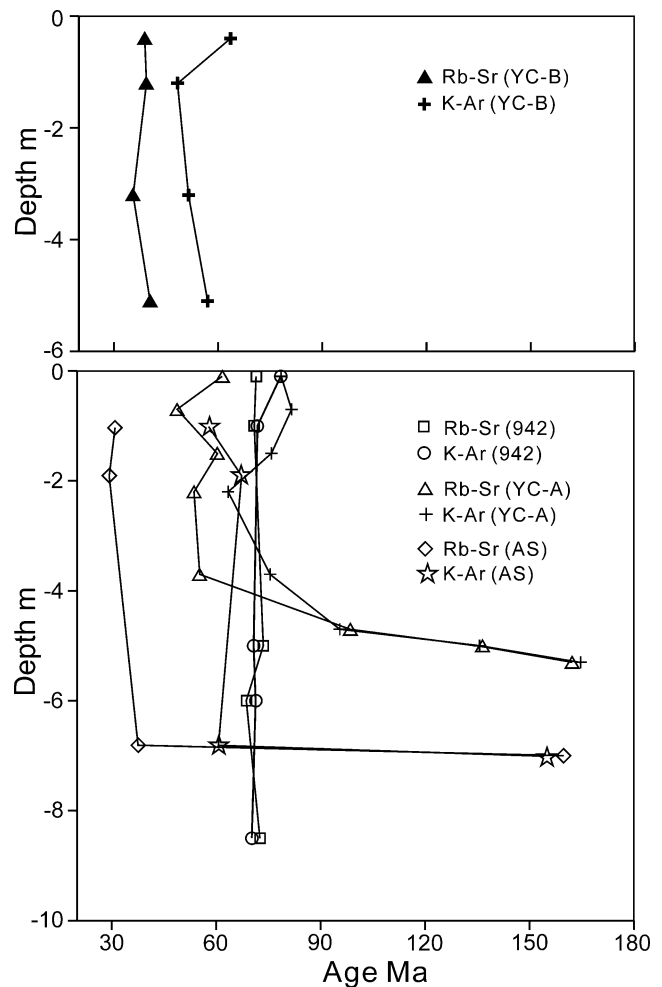 0
-2
-4
-6
Depth m
Rb-Sr (YC-B)
K-Ar (YC-B)
0
-2
-4
-6
-8
-10
Depth m
Rb-Sr (942)
K-Ar (942)
Rb-Sr (YC-A)
K-Ar (YC-A)
Rb-Sr (AS)
K-Ar (AS)
30 60 90 120 150 180
Age Ma